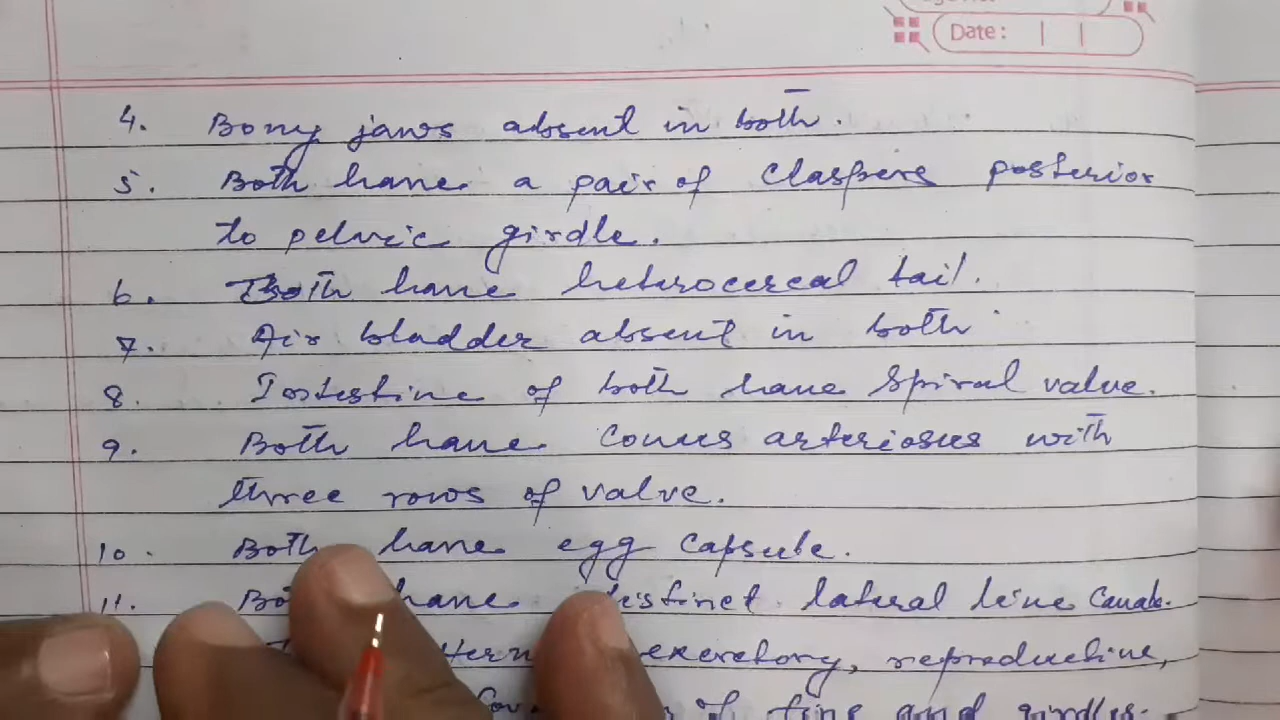 Date :
4. Bony jaws absent in both.
5. Both have a pair of Claspers posterior
to pelvic girdle.
6. Both have heterocercal tail.
7. Air bladder absent in both
8. Intestine of both have spiral valve.
9. Both have conus arteriosus with
three rows of valve.
10. Both have egg capsule.
11. have distinct lateral line Canals.
excretory, reproductive,
of fins and girdles.